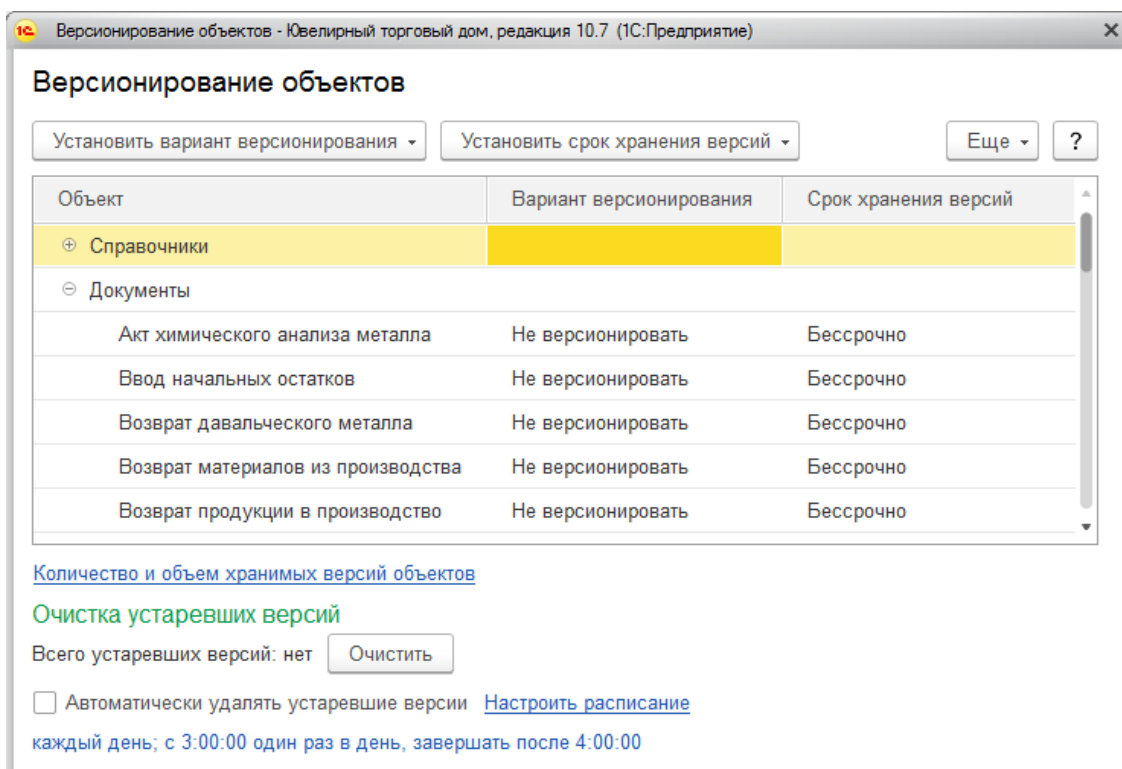 1С Версионирование объектов - Ювелирный торговый дом, редакция 10.7 (1С:Предприятие)
Версионирование объектов
Установить вариант версионирования Установить срок хранения версий Еще ?
Объект Вариант версионирования Срок хранения версий
Справочники
Документы
Акт химического анализа металла Не версионировать Бессрочно
Ввод начальных остатков Не версионировать Бессрочно
Возврат давальческого металла Не версионировать Бессрочно
Возврат материалов из производства Не версионировать Бессрочно
Возврат продукции в производство Не версионировать Бессрочно
Количество и объем хранимых версий объектов
Очистка устаревших версий
Всего устаревших версий: нет Очистить
Автоматически удалять устаревшие версии Настроить расписание
каждый день; с 3:00:00 один раз в день, завершать после 4:00:00